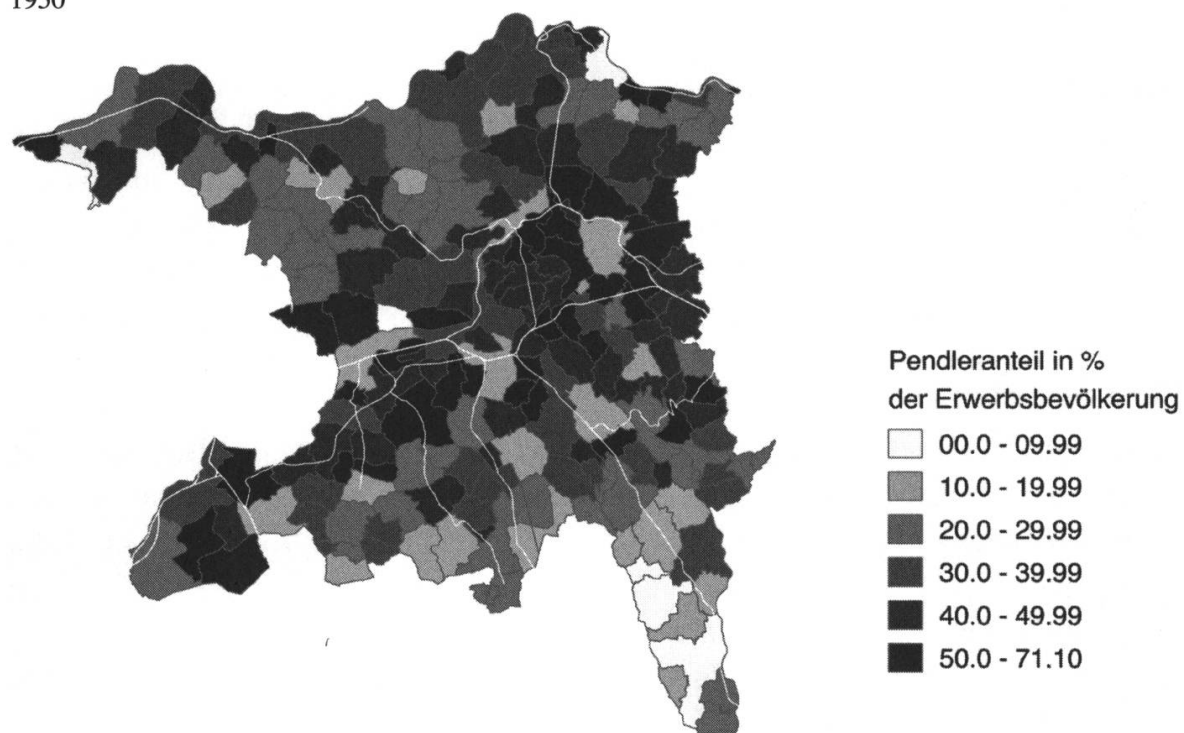 1950
Pendleranteil in %
der Erwerbsbevölkerung
00.0 - 09.99
10.0 - 19.99
20.0 - 29.99
30.0 - 39.99
40.0 - 49.99
50.0 - 71.10